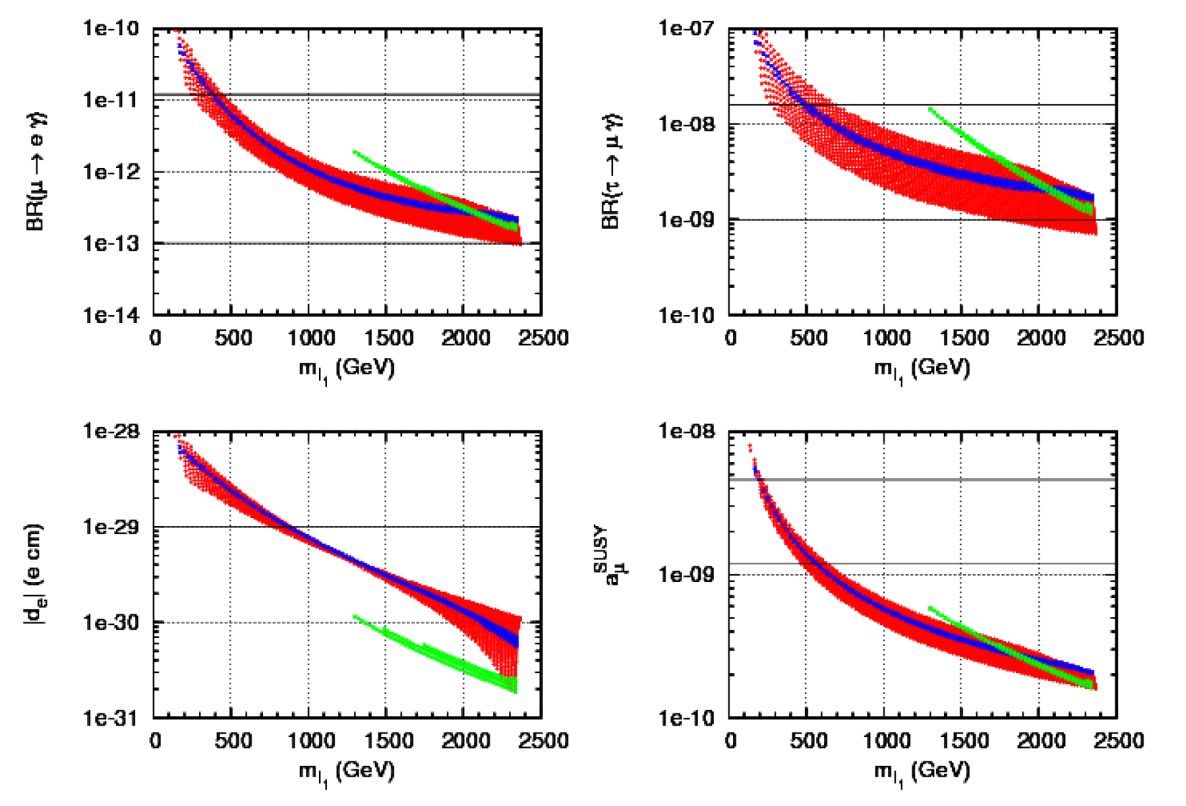 BR(μ → e γ)
1e-10
1e-11
1e-12
1e-13
1e-14
0 500 1000 1500 2000 2500
m_{l_1} (GeV)
BR(τ → μ γ)
1e-07
1e-08
1e-09
1e-10
0 500 1000 1500 2000 2500
m_{l_1} (GeV)
|d_e| (e cm)
1e-28
1e-29
1e-30
1e-31
0 500 1000 1500 2000 2500
m_{l_1} (GeV)
a_μ^{SUSY}
1e-08
1e-09
1e-10
0 500 1000 1500 2000 2500
m_{l_1} (GeV)